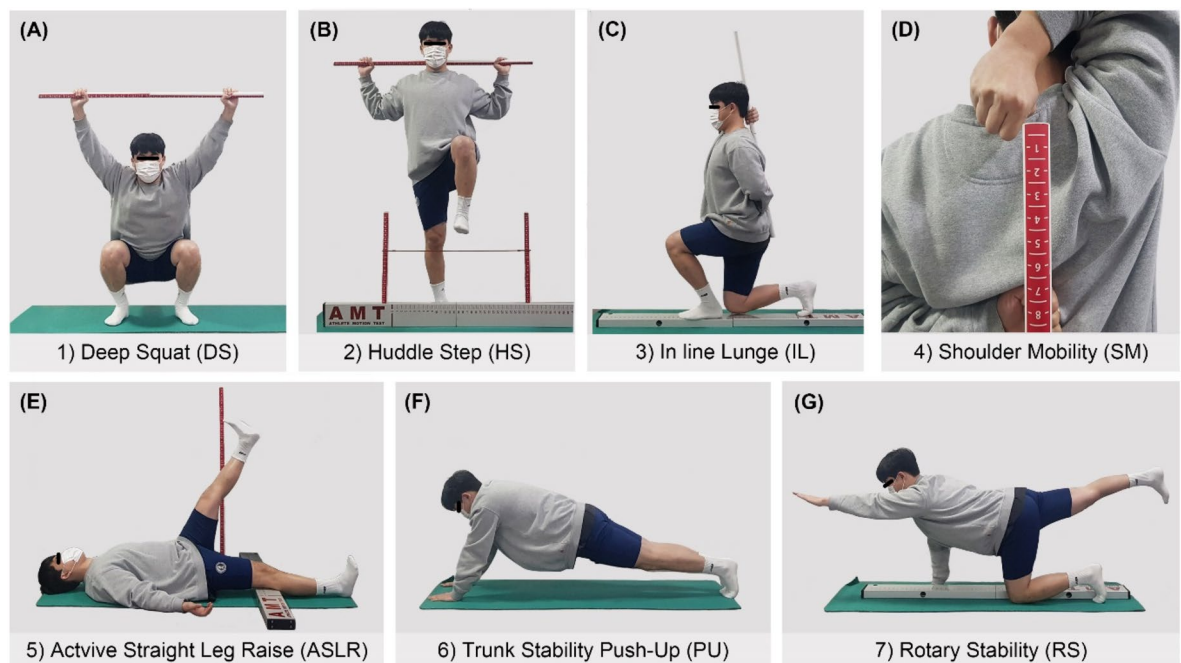 (A)
1) Deep Squat (DS)
(B)
AMT
ATHLETE MOTION TEST
2) Huddle Step (HS)
(C)
3) In line Lunge (IL)
(D)
1
2
3
4
5
6
7
8
4) Shoulder Mobility (SM)
(E)
AMT
5) Actvive Straight Leg Raise (ASLR)
(F)
6) Trunk Stability Push-Up (PU)
(G)
7) Rotary Stability (RS)